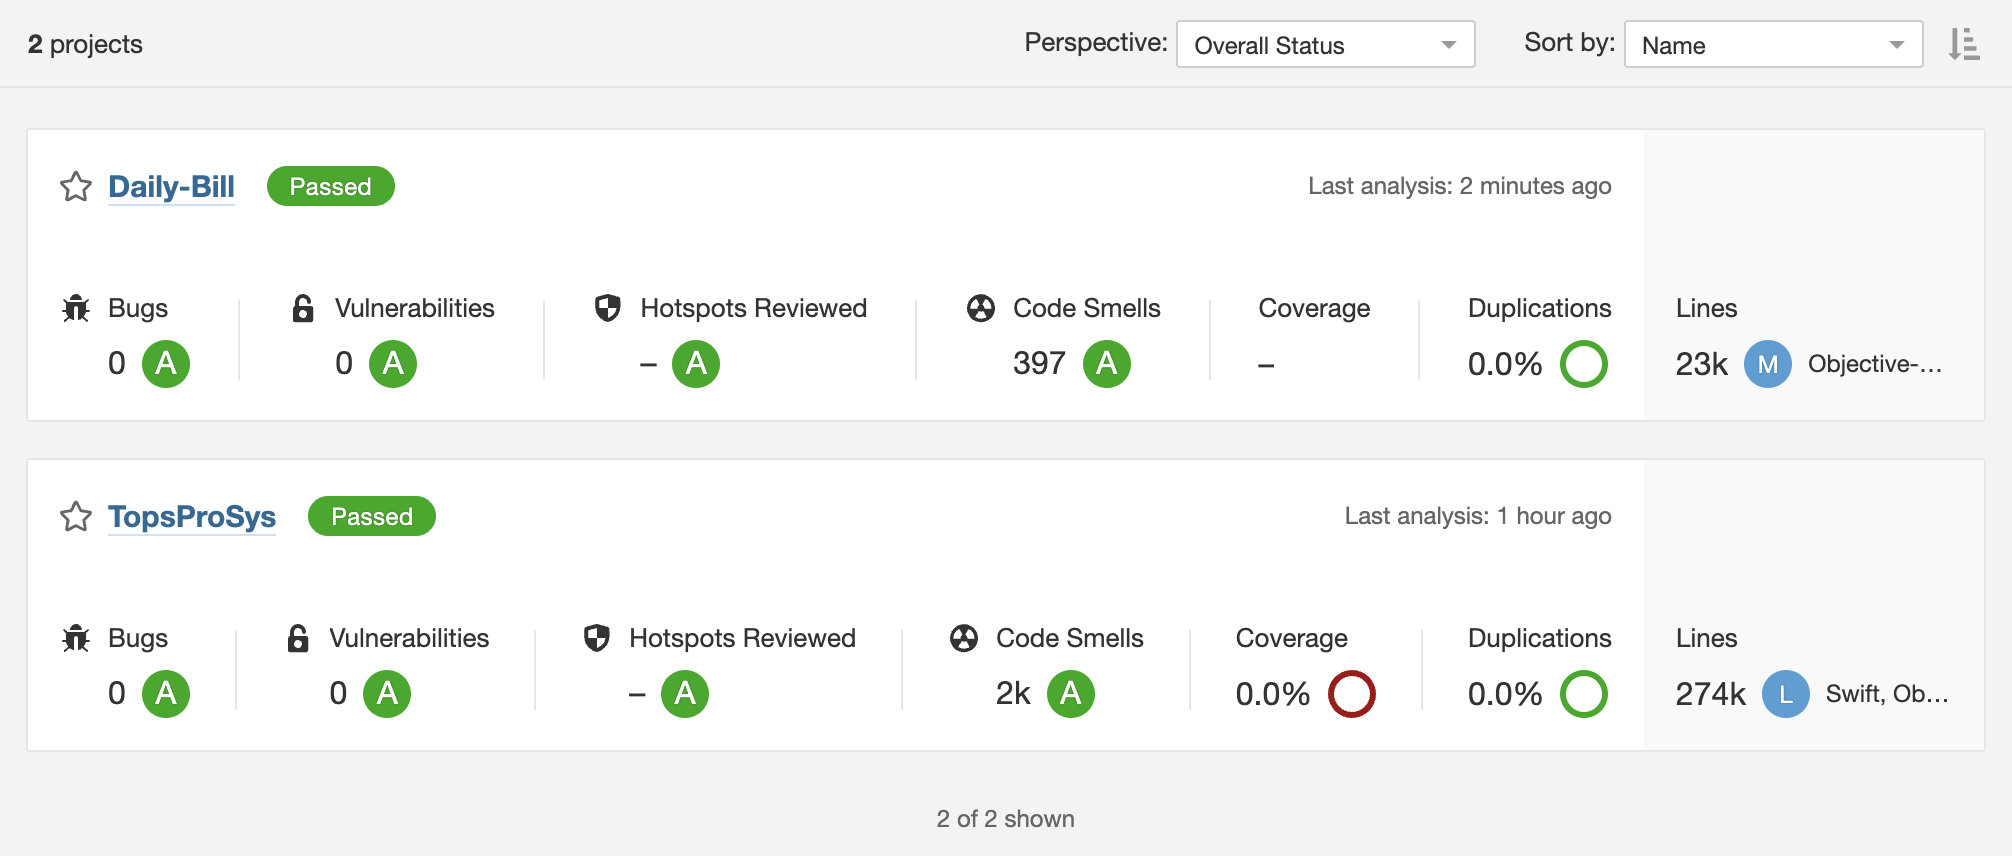 2 projects Perspective: Overall Status Sort by: Name
Daily-Bill Passed Last analysis: 2 minutes ago
Bugs Vulnerabilities Hotspots Reviewed Code Smells Coverage Duplications Lines
0 A 0 A – A 397 A – 0.0% 23k M Objective-...
TopsProSys Passed Last analysis: 1 hour ago
Bugs Vulnerabilities Hotspots Reviewed Code Smells Coverage Duplications Lines
0 A 0 A – A 2k A 0.0% 0.0% 274k L Swift, Ob...
2 of 2 shown